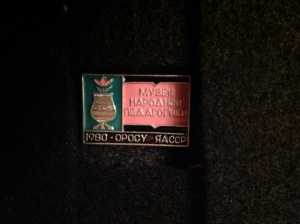 МУЗЕЙ
НАРОДНОЙ
ПЕДАГОГИКИ
1980 · ОРОСУ · ЯАССР